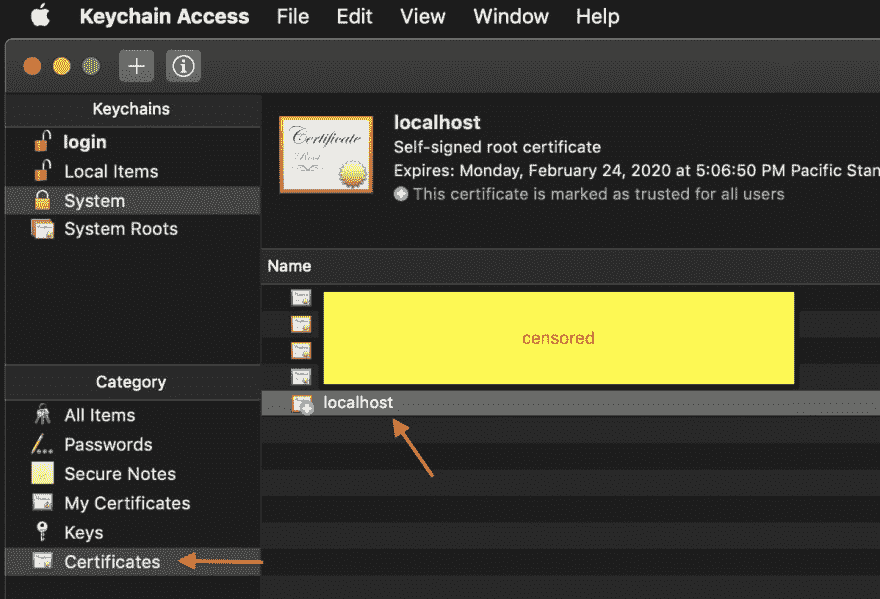 Keychain Access File Edit View Window Help
Keychains
login
Local Items
System
System Roots
Certificate
Root
localhost
Self-signed root certificate
Expires: Monday, February 24, 2020 at 5:06:50 PM Pacific Stan
This certificate is marked as trusted for all users
Name
censored
localhost
Category
All Items
Passwords
Secure Notes
My Certificates
Keys
Certificates